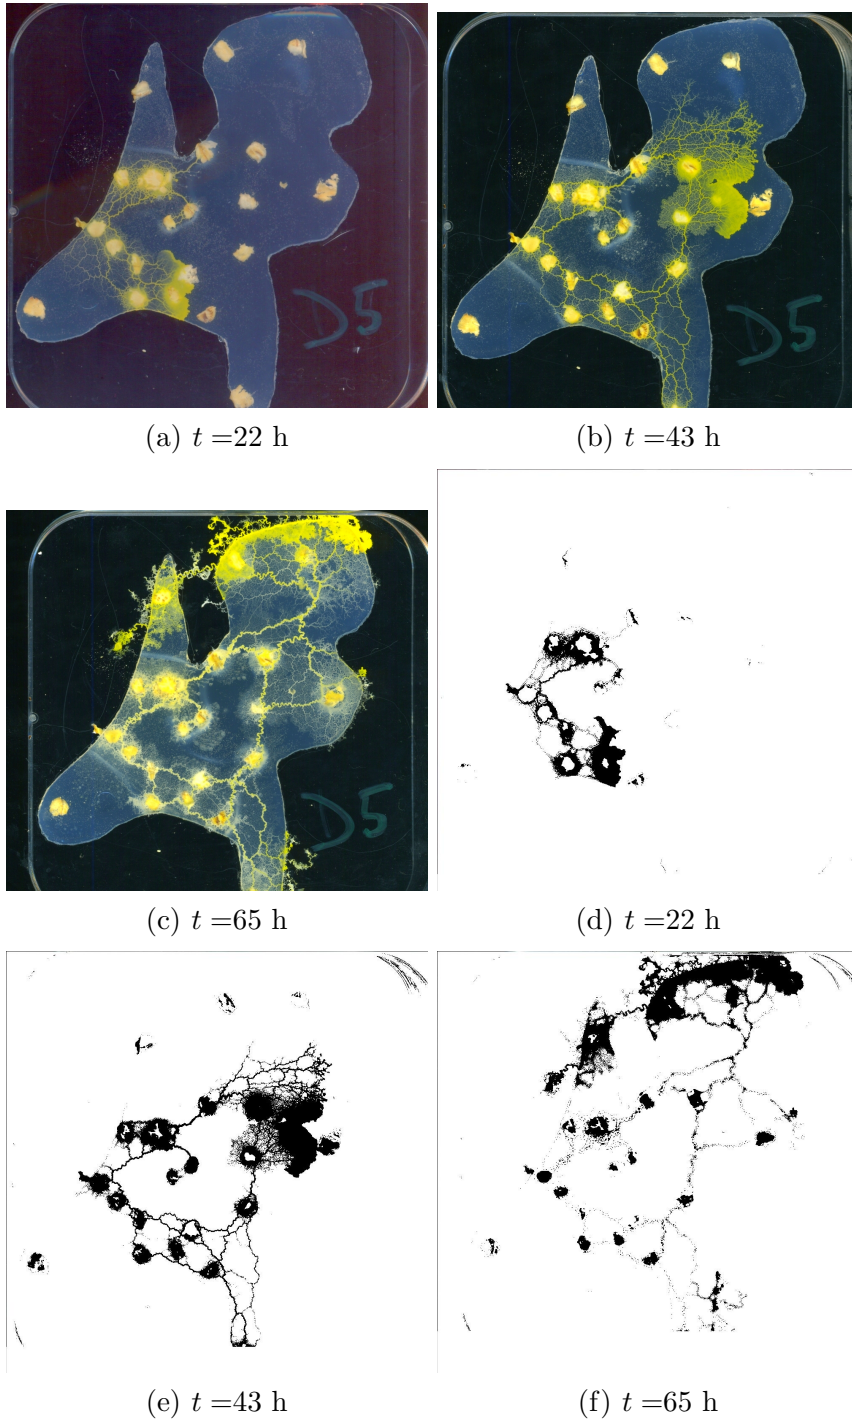 D5
D5
(a) t =22 h
(b) t =43 h
D5
(c) t =65 h
(d) t =22 h
(e) t =43 h
(f) t =65 h